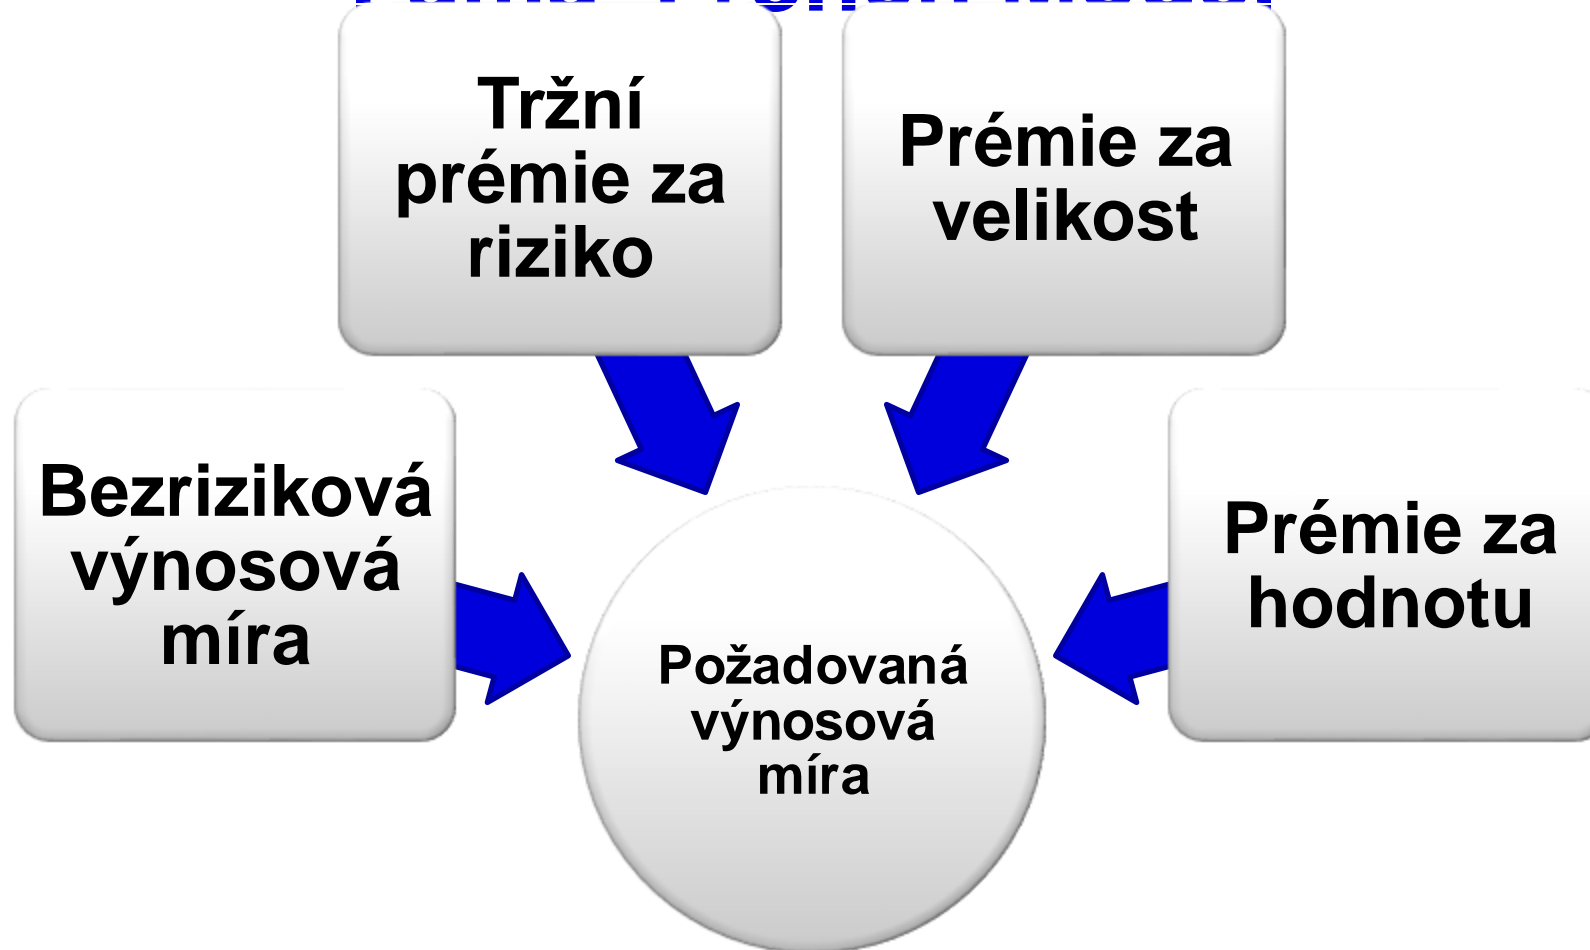 Tržní
prémie za
riziko
Prémie za
velikost
Bezriziková
výnosová
míra
Prémie za
hodnotu
Požadovaná
výnosová
míra